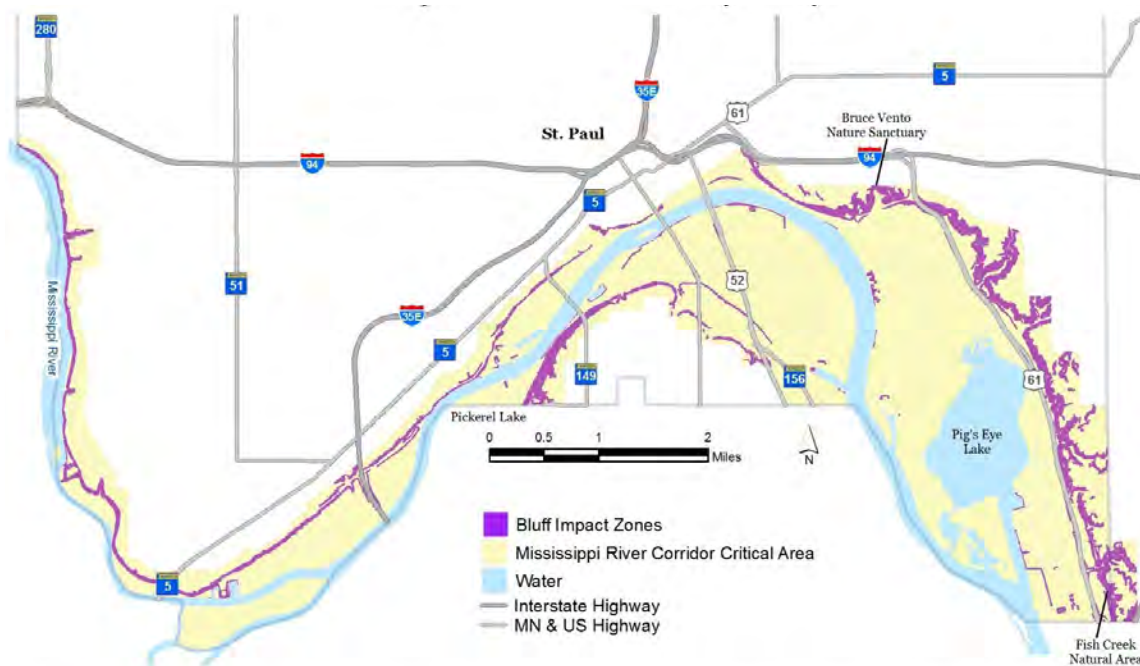 280
35E
5
61
Bruce Vento
Nature Sanctuary
St. Paul
94
94
5
Mississippi River
51
52
35E
5
149
156
61
Pickerel Lake
0 0.5 1 2
Miles
N
Pig's Eye
Lake
Bluff Impact Zones
Mississippi River Corridor Critical Area
Water
Interstate Highway
MN & US Highway
5
Fish Creek
Natural Area